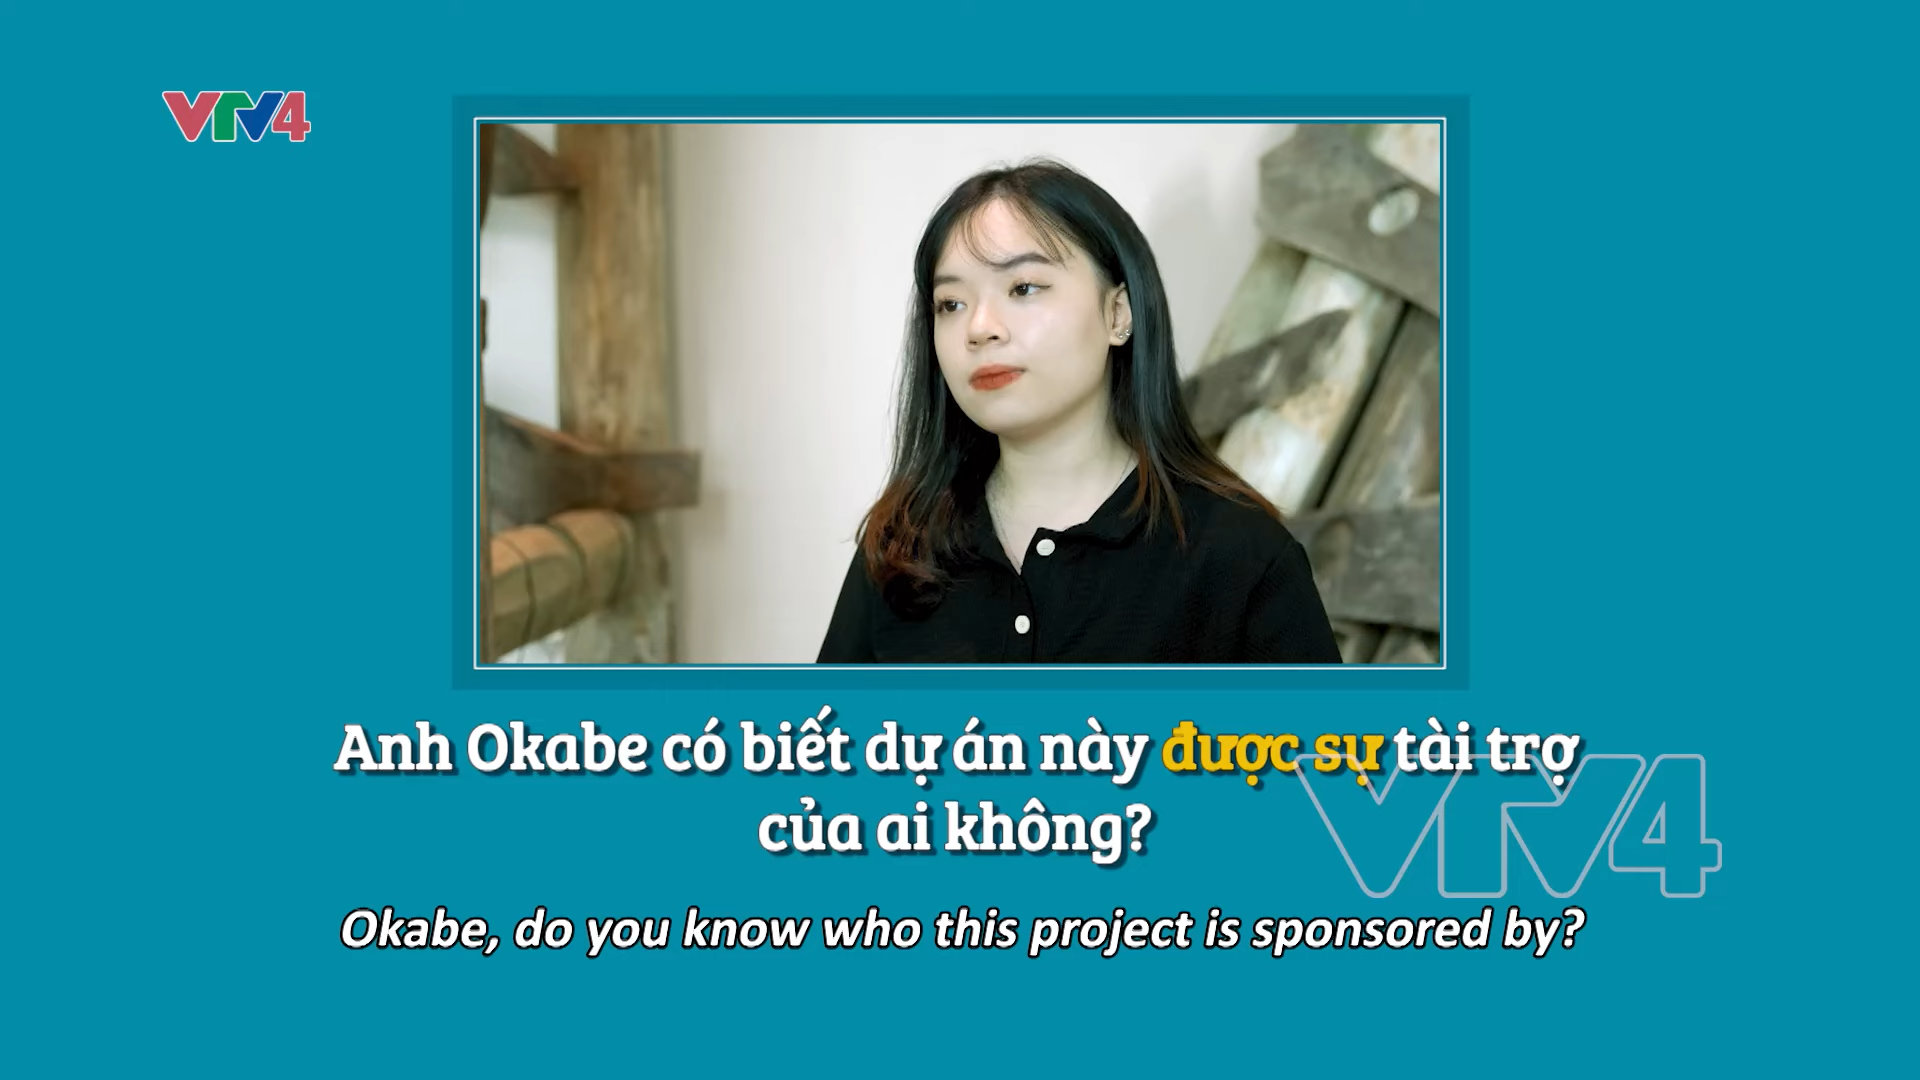 VTV4
Anh Okabe có biết dự án này được sự tài trợ
của ai không?
VTV4
Okabe, do you know who this project is sponsored by?